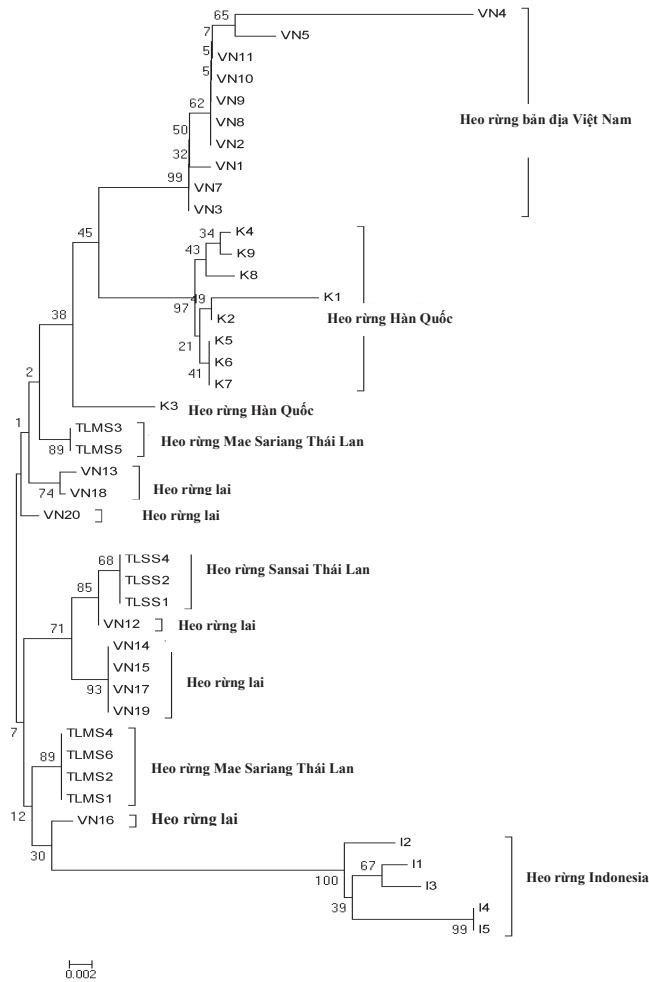 65
VN4
7
VN5
5
VN11
5
VN10
62
VN9
Heo rừng bản địa Việt Nam
VN8
50
VN2
32
VN1
99
VN7
VN3
45
34
K4
43
K9
K8
49
K1
97
38
K2
Heo rừng Hàn Quốc
21
K5
K6
41
K7
2
K3
Heo rừng Hàn Quốc
1
TLMS3
89
TLMS5
Heo rừng Mae Sariang Thái Lan
VN13
74
VN18
Heo rừng lai
VN20
Heo rừng lai
68
TLSS4
85
TLSS2
Heo rừng Sansai Thái Lan
TLSS1
71
VN12
Heo rừng lai
VN14
VN15
93
VN17
Heo rừng lai
VN19
7
TLMS4
89
TLMS6
Heo rừng Mae Sariang Thái Lan
TLMS2
TLMS1
12
VN16
Heo rừng lai
30
I2
67
I1
100
I3
Heo rừng Indonesia
39
I4
99
I5
0.002